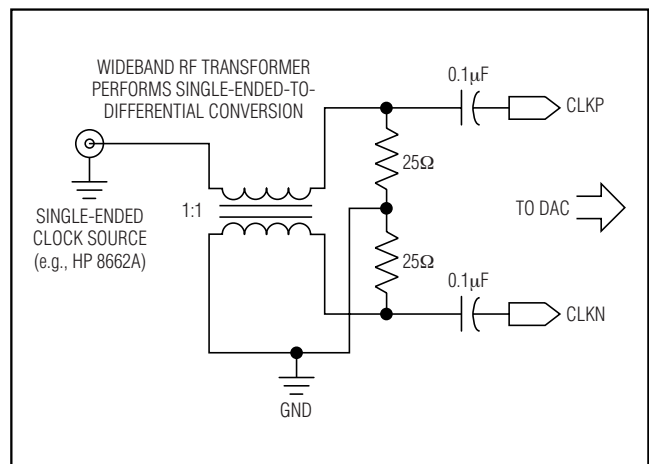 WIDEBAND RF TRANSFORMER
PERFORMS SINGLE-ENDED-TO-
DIFFERENTIAL CONVERSION
0.1μF
CLKP
25Ω
1:1
TO DAC
SINGLE-ENDED
CLOCK SOURCE
(e.g., HP 8662A)
25Ω
0.1μF
CLKN
GND